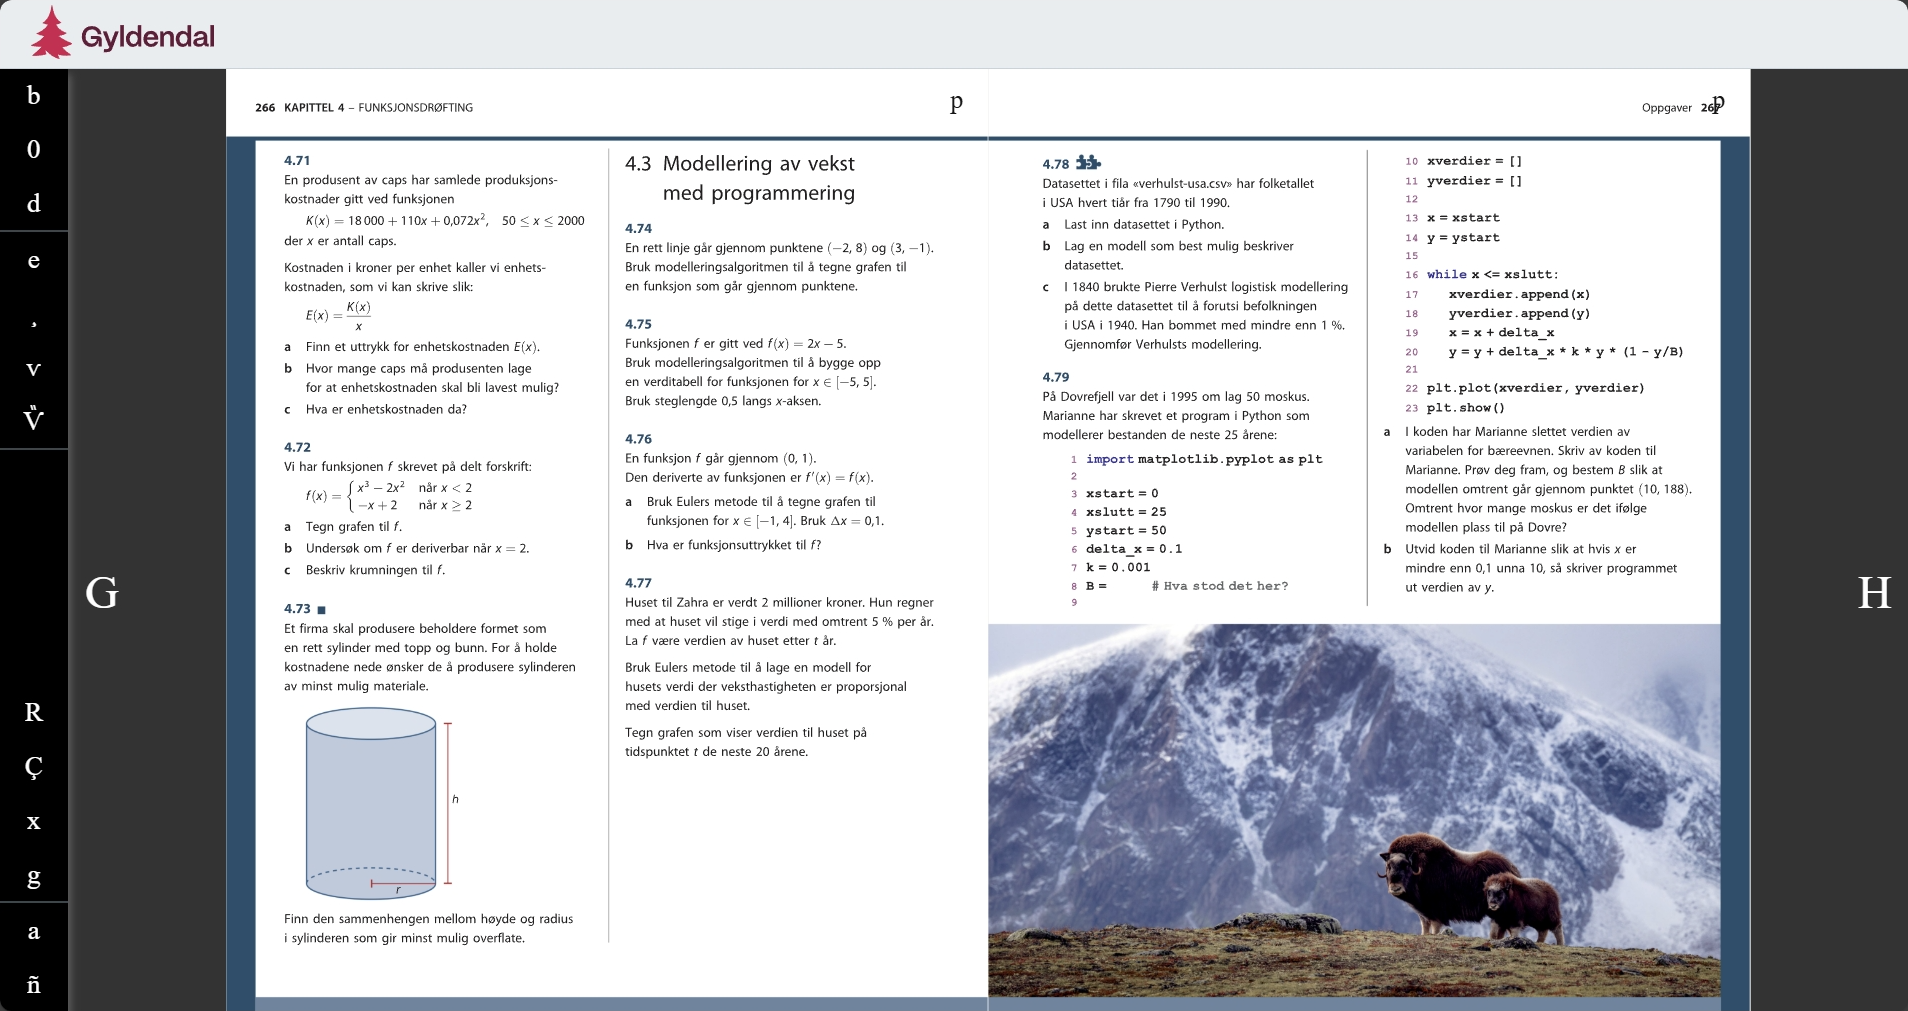 Gyldendal
b
0
d
e
¸
v
Ṽ
R
Ç
x
g
a
ñ
G
H
266 KAPITTEL 4 – FUNKSJONSDRØFTING
p
4.71
En produsent av caps har samlede produksjons-
kostnader gitt ved funksjonen
K(x) = 18 000 + 110x + 0,072x², 50 ≤ x ≤ 2000
der x er antall caps.
Kostnaden i kroner per enhet kaller vi enhets-
kostnaden, som vi kan skrive slik:
E(x) = K(x)/x
a Finn et uttrykk for enhetskostnaden E(x).
b Hvor mange caps må produsenten lage
for at enhetskostnaden skal bli lavest mulig?
c Hva er enhetskostnaden da?
4.72
Vi har funksjonen f skrevet på delt forskrift:
f(x) = { x³ − 2x² når x < 2
−x + 2 når x ≥ 2
a Tegn grafen til f.
b Undersøk om f er deriverbar når x = 2.
c Beskriv krumningen til f.
4.73 ■
Et firma skal produsere beholdere formet som
en rett sylinder med topp og bunn. For å holde
kostnadene nede ønsker de å produsere sylinderen
av minst mulig materiale.
h
r
Finn den sammenhengen mellom høyde og radius
i sylinderen som gir minst mulig overflate.
4.3 Modellering av vekst
med programmering
4.74
En rett linje går gjennom punktene (−2, 8) og (3, −1).
Bruk modelleringsalgoritmen til å tegne grafen til
en funksjon som går gjennom punktene.
4.75
Funksjonen f er gitt ved f(x) = 2x − 5.
Bruk modelleringsalgoritmen til å bygge opp
en verditabell for funksjonen for x ∈ [−5, 5].
Bruk steglengde 0,5 langs x-aksen.
4.76
En funksjon f går gjennom (0, 1).
Den deriverte av funksjonen er f′(x) = f(x).
a Bruk Eulers metode til å tegne grafen til
funksjonen for x ∈ [−1, 4]. Bruk Δx = 0,1.
b Hva er funksjonsuttrykket til f?
4.77
Huset til Zahra er verdt 2 millioner kroner. Hun regner
med at huset vil stige i verdi med omtrent 5 % per år.
La f være verdien av huset etter t år.
Bruk Eulers metode til å lage en modell for
husets verdi der veksthastigheten er proporsjonal
med verdien til huset.
Tegn grafen som viser verdien til huset på
tidspunktet t de neste 20 årene.
Oppgaver 267
p
4.78
Datasettet i fila «verhulst-usa.csv» har folketallet
i USA hvert tiår fra 1790 til 1990.
a Last inn datasettet i Python.
b Lag en modell som best mulig beskriver
datasettet.
c I 1840 brukte Pierre Verhulst logistisk modellering
på dette datasettet til å forutsi befolkningen
i USA i 1940. Han bommet med mindre enn 1 %.
Gjennomfør Verhulsts modellering.
4.79
På Dovrefjell var det i 1995 om lag 50 moskus.
Marianne har skrevet et program i Python som
modellerer bestanden de neste 25 årene:
1 import matplotlib.pyplot as plt
2
3 xstart = 0
4 xslutt = 25
5 ystart = 50
6 delta_x = 0.1
7 k = 0.001
8 B = # Hva stod det her?
9
10 xverdier = []
11 yverdier = []
12
13 x = xstart
14 y = ystart
15
16 while x <= xslutt:
17 xverdier.append(x)
18 yverdier.append(y)
19 x = x + delta_x
20 y = y + delta_x * k * y * (1 - y/B)
21
22 plt.plot(xverdier, yverdier)
23 plt.show()
a I koden har Marianne slettet verdien av
variabelen for bæreevnen. Skriv av koden til
Marianne. Prøv deg fram, og bestem B slik at
modellen omtrent går gjennom punktet (10, 188).
Omtrent hvor mange moskus er det ifølge
modellen plass til på Dovre?
b Utvid koden til Marianne slik at hvis x er
mindre enn 0,1 unna 10, så skriver programmet
ut verdien av y.